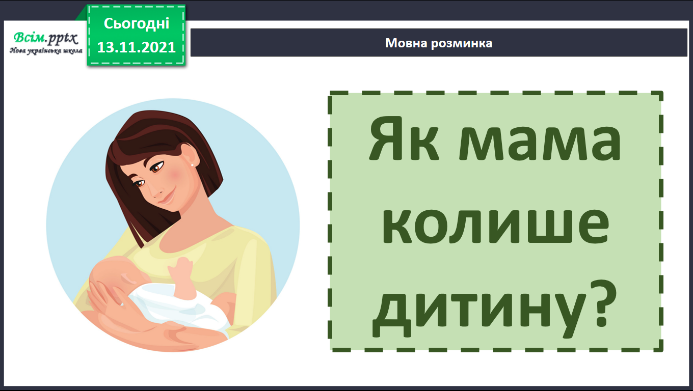 Всім.pptx
Нова українська школа
Сьогодні
13.11.2021
Мовна розминка
Як мама
колише
дитину?